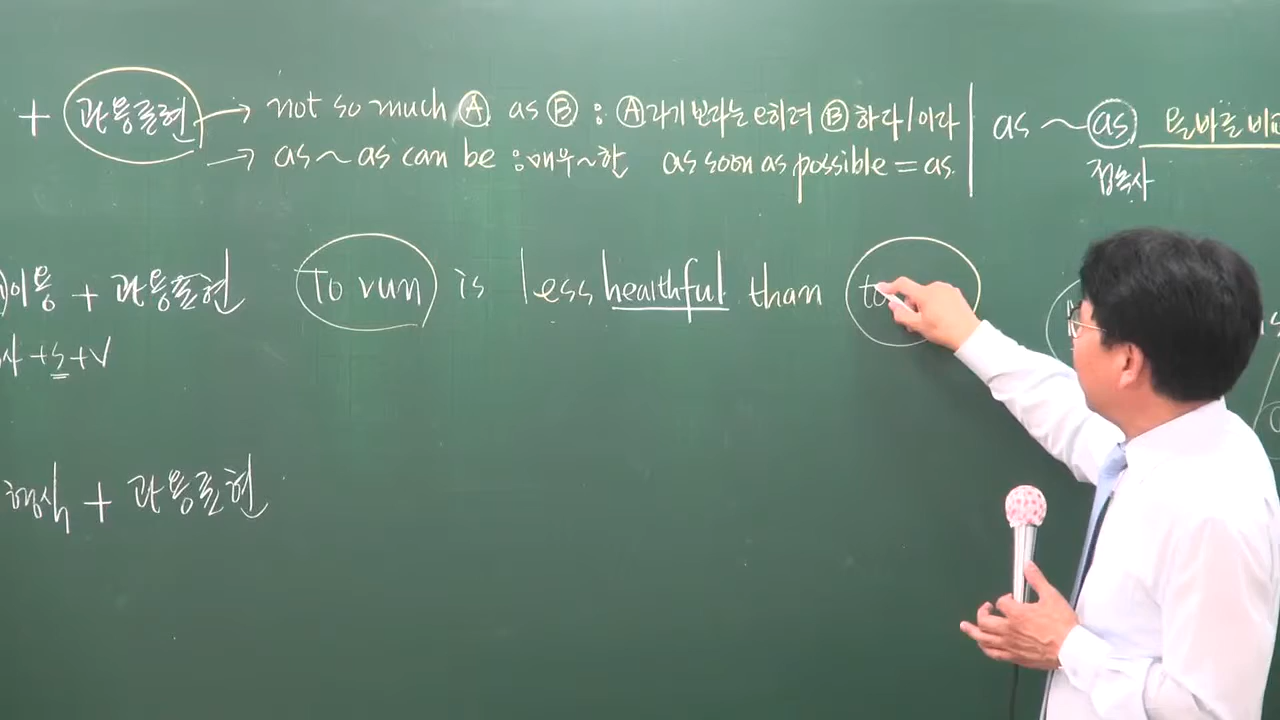 + 관용표현 → not so much Ⓐ as Ⓑ : Ⓐ라기 보다는 오히려 Ⓑ 하다/이다
→ as ~ as can be : 매우 ~한 as soon as possible = as.
as ~ as 올바른 비교
접속사
이용 + 관용표현
사 + S + V
To run is less healthful than to
형식 + 관용표현